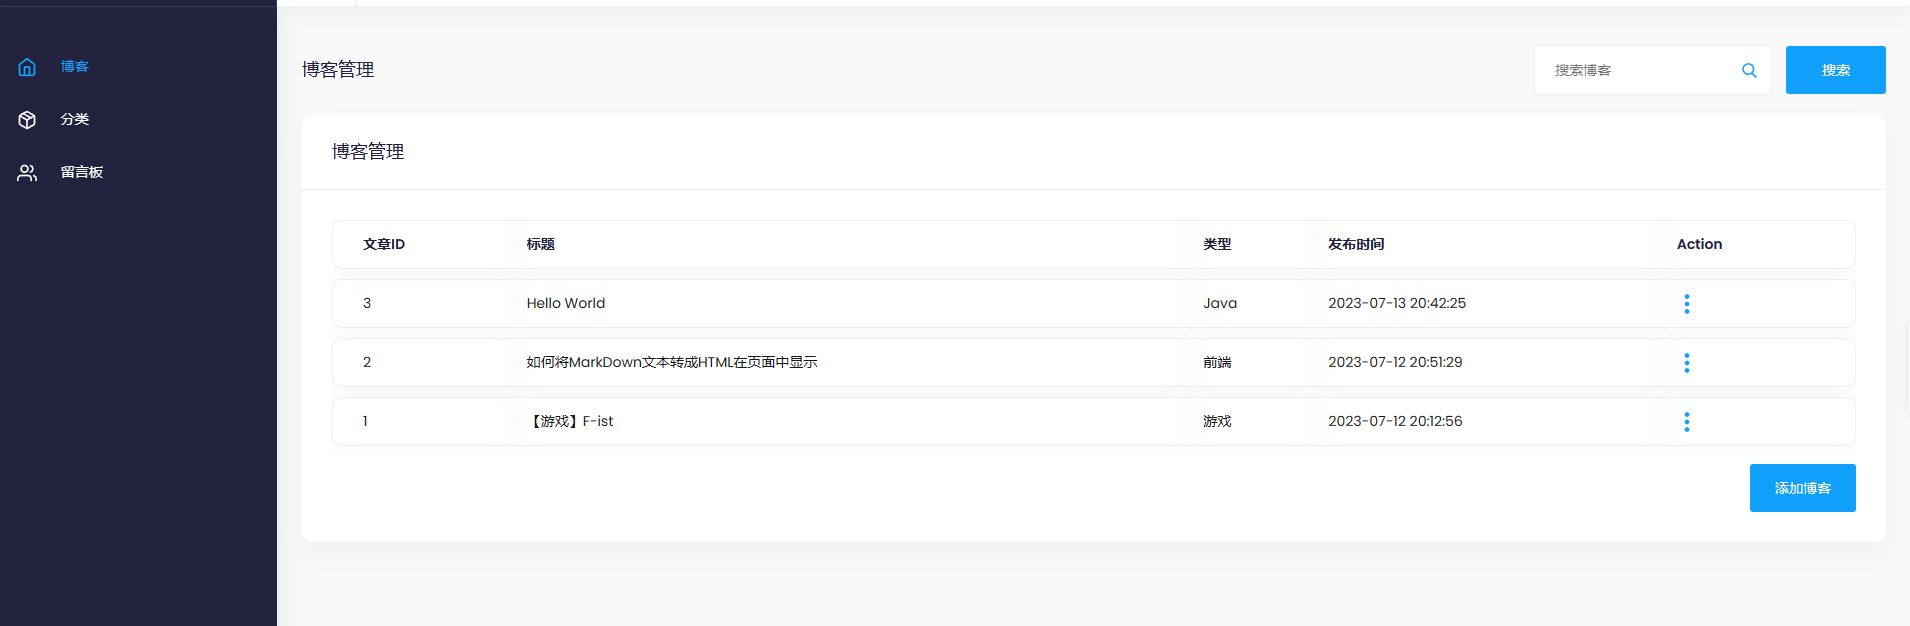 博客
分类
留言板
博客管理
搜索博客
搜索
博客管理
文章ID 标题 类型 发布时间 Action
3 Hello World Java 2023-07-13 20:42:25
2 如何将MarkDown文本转成HTML在页面中显示 前端 2023-07-12 20:51:29
1 【游戏】F-ist 游戏 2023-07-12 20:12:56
添加博客